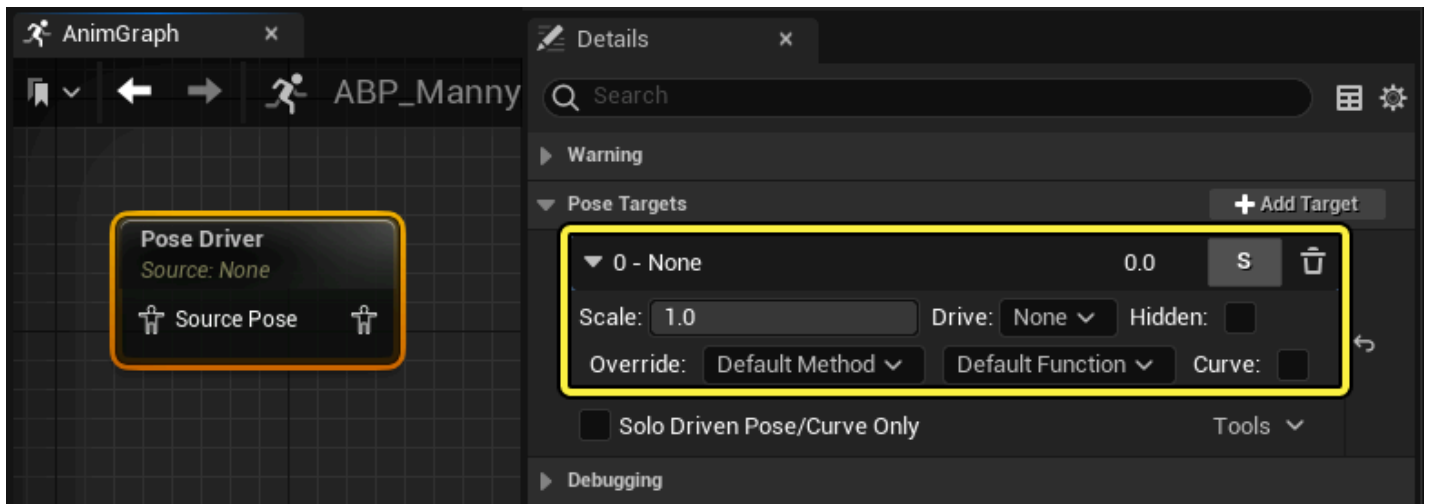 AnimGraph
ABP_Manny
Pose Driver
Source: None
Source Pose
Details
Search
Warning
Pose Targets
Add Target
0 - None 0.0 S
Scale: 1.0 Drive: None Hidden:
Override: Default Method Default Function Curve:
Solo Driven Pose/Curve Only Tools
Debugging